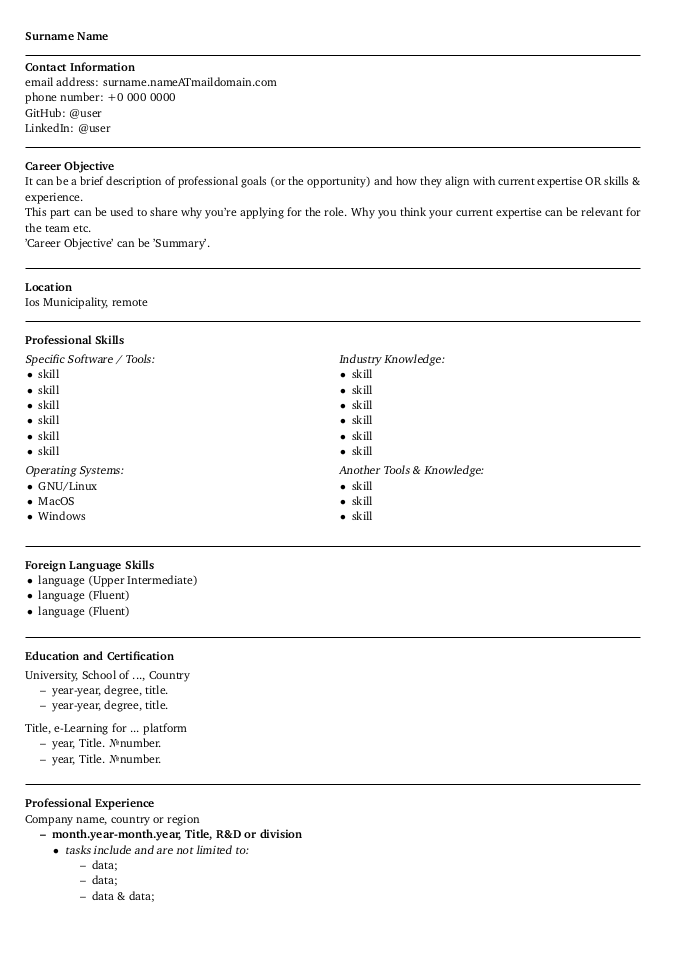 Surname Name
Contact Information
email address: surname.nameATmaildomain.com
phone number: +0 000 0000
GitHub: @user
LinkedIn: @user
Career Objective
It can be a brief description of professional goals (or the opportunity) and how they align with current expertise OR skills &
experience.
This part can be used to share why you’re applying for the role. Why you think your current expertise can be relevant for
the team etc.
’Career Objective’ can be ’Summary’.
Location
Ios Municipality, remote
Professional Skills
Specific Software / Tools:
• skill
• skill
• skill
• skill
• skill
• skill
Industry Knowledge:
• skill
• skill
• skill
• skill
• skill
• skill
Operating Systems:
• GNU/Linux
• MacOS
• Windows
Another Tools & Knowledge:
• skill
• skill
• skill
Foreign Language Skills
• language (Upper Intermediate)
• language (Fluent)
• language (Fluent)
Education and Certification
University, School of ..., Country
– year-year, degree, title.
– year-year, degree, title.
Title, e-Learning for ... platform
– year, Title. №number.
– year, Title. №number.
Professional Experience
Company name, country or region
– month.year-month.year, Title, R&D or division
• tasks include and are not limited to:
– data;
– data;
– data & data;